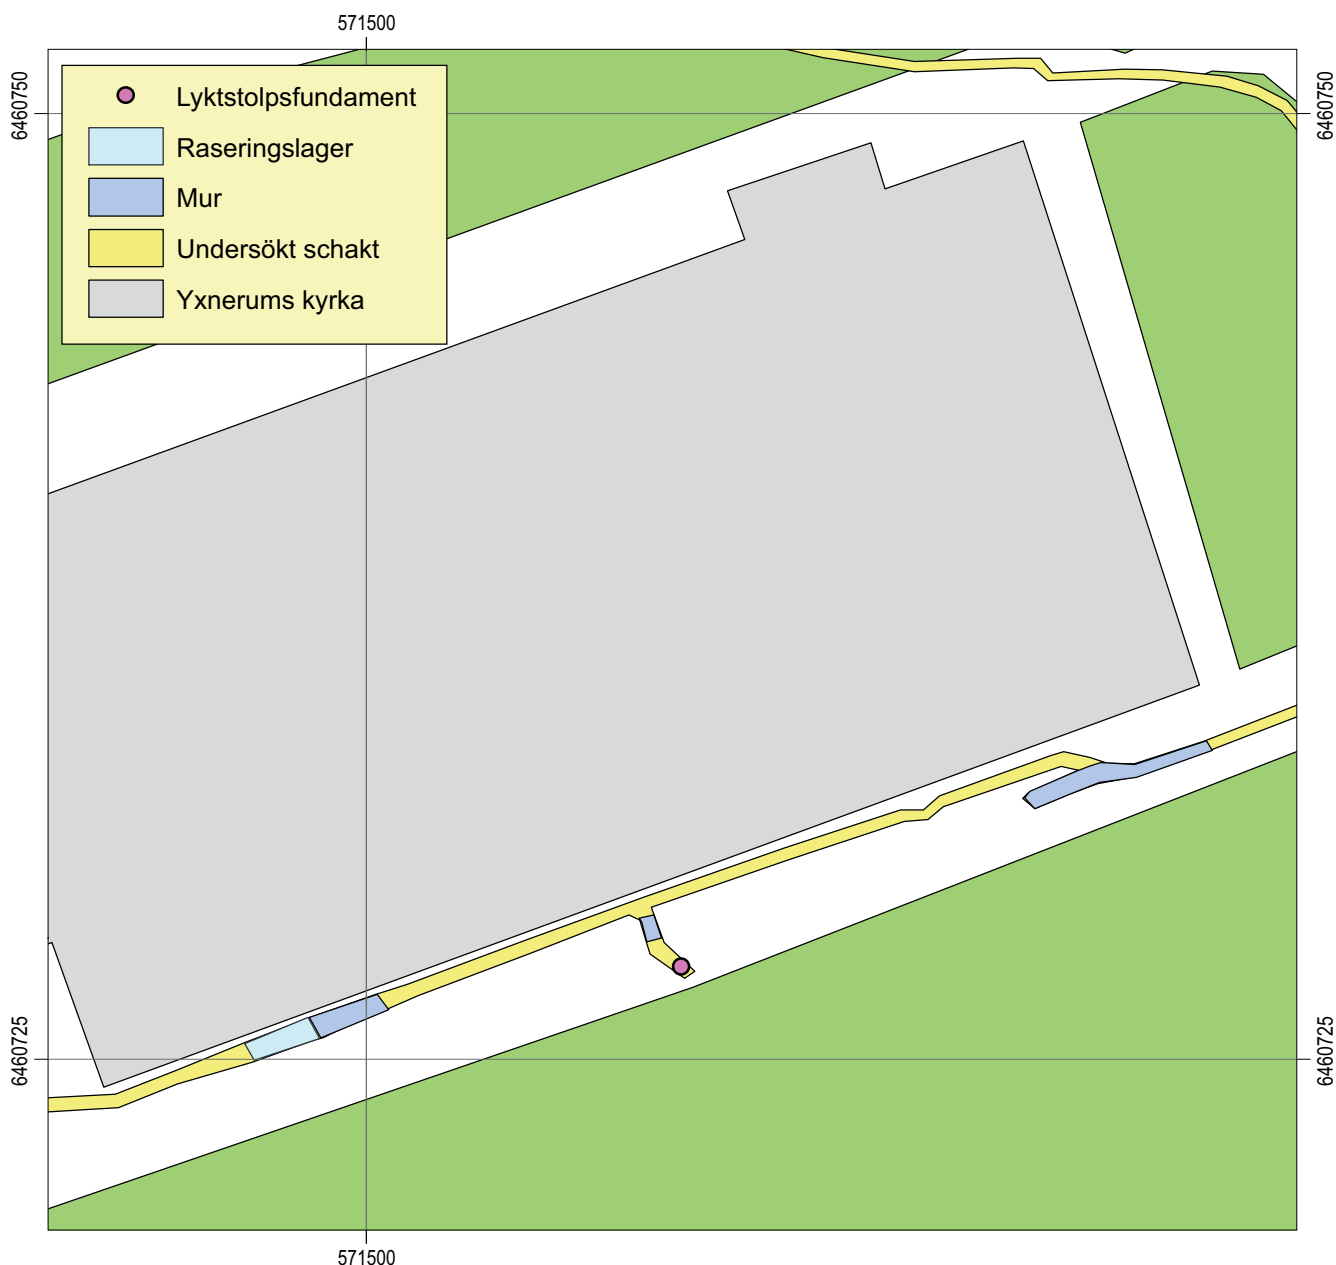 571500
6460750
6460750
Lyktstolpsfundament
Raseringslager
Mur
Undersökt schakt
Yxnerums kyrka
6460725
6460725
571500